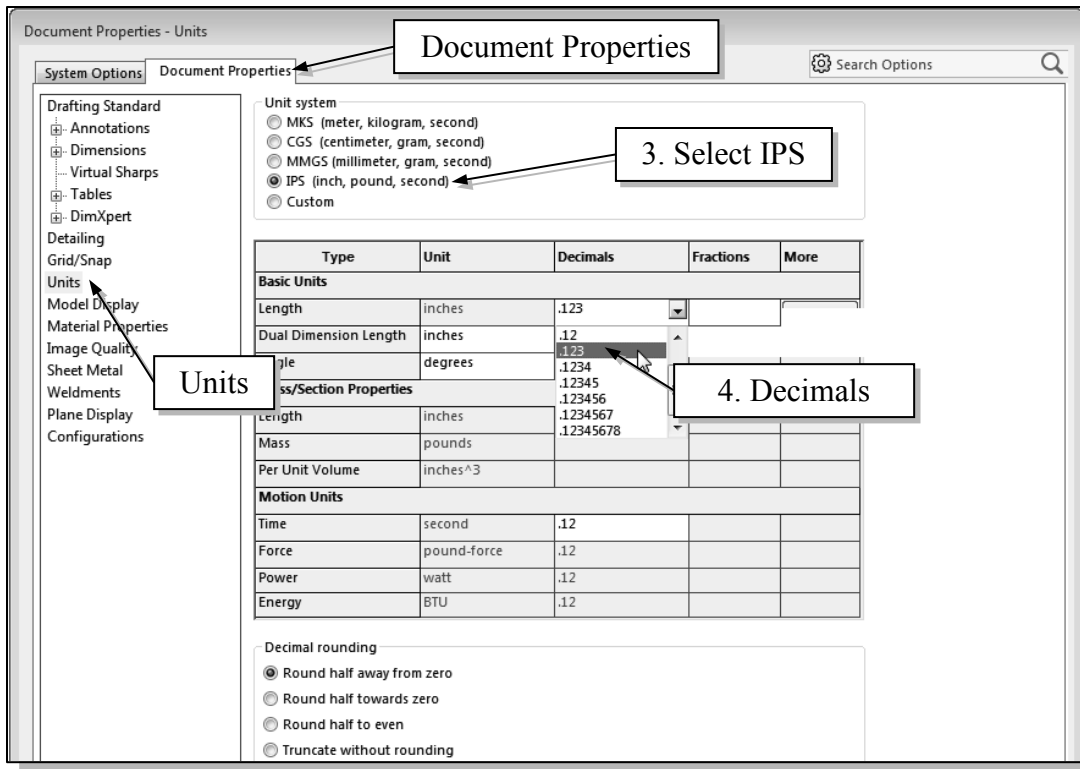 Document Properties - Units
Document Properties
System Options Document Properties
Search Options
Drafting Standard
Annotations
Dimensions
Virtual Sharps
Tables
DimXpert
Detailing
Grid/Snap
Units
Model Display
Material Properties
Image Quality
Sheet Metal
Weldments
Plane Display
Configurations
Units
Unit system
MKS (meter, kilogram, second)
CGS (centimeter, gram, second)
MMGS (millimeter, gram, second)
IPS (inch, pound, second)
Custom
3. Select IPS
Type Unit Decimals Fractions More
Basic Units
Length inches .123
Dual Dimension Length inches .12
.123
degrees .1234
.12345
/Section Properties .123456
Length inches .1234567
.12345678
4. Decimals
Mass pounds
Per Unit Volume inches^3
Motion Units
Time second .12
Force pound-force .12
Power watt .12
Energy BTU .12
Decimal rounding
Round half away from zero
Round half towards zero
Round half to even
Truncate without rounding